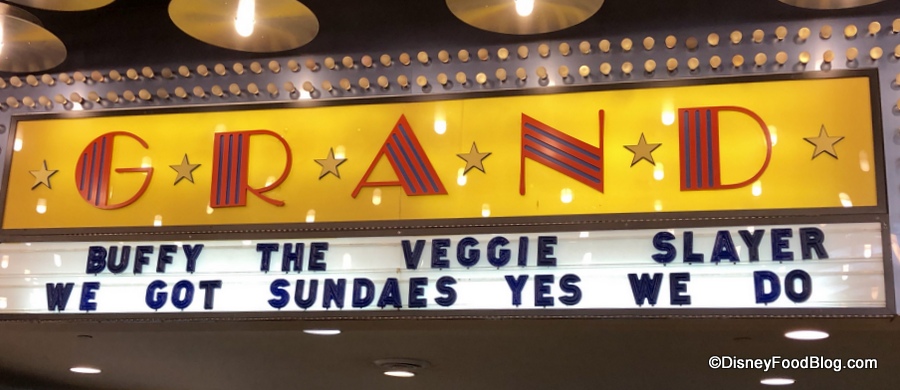 GRAND
BUFFY THE VEGGIE SLAYER
WE GOT SUNDAES YES WE DO
©DisneyFoodBlog.com